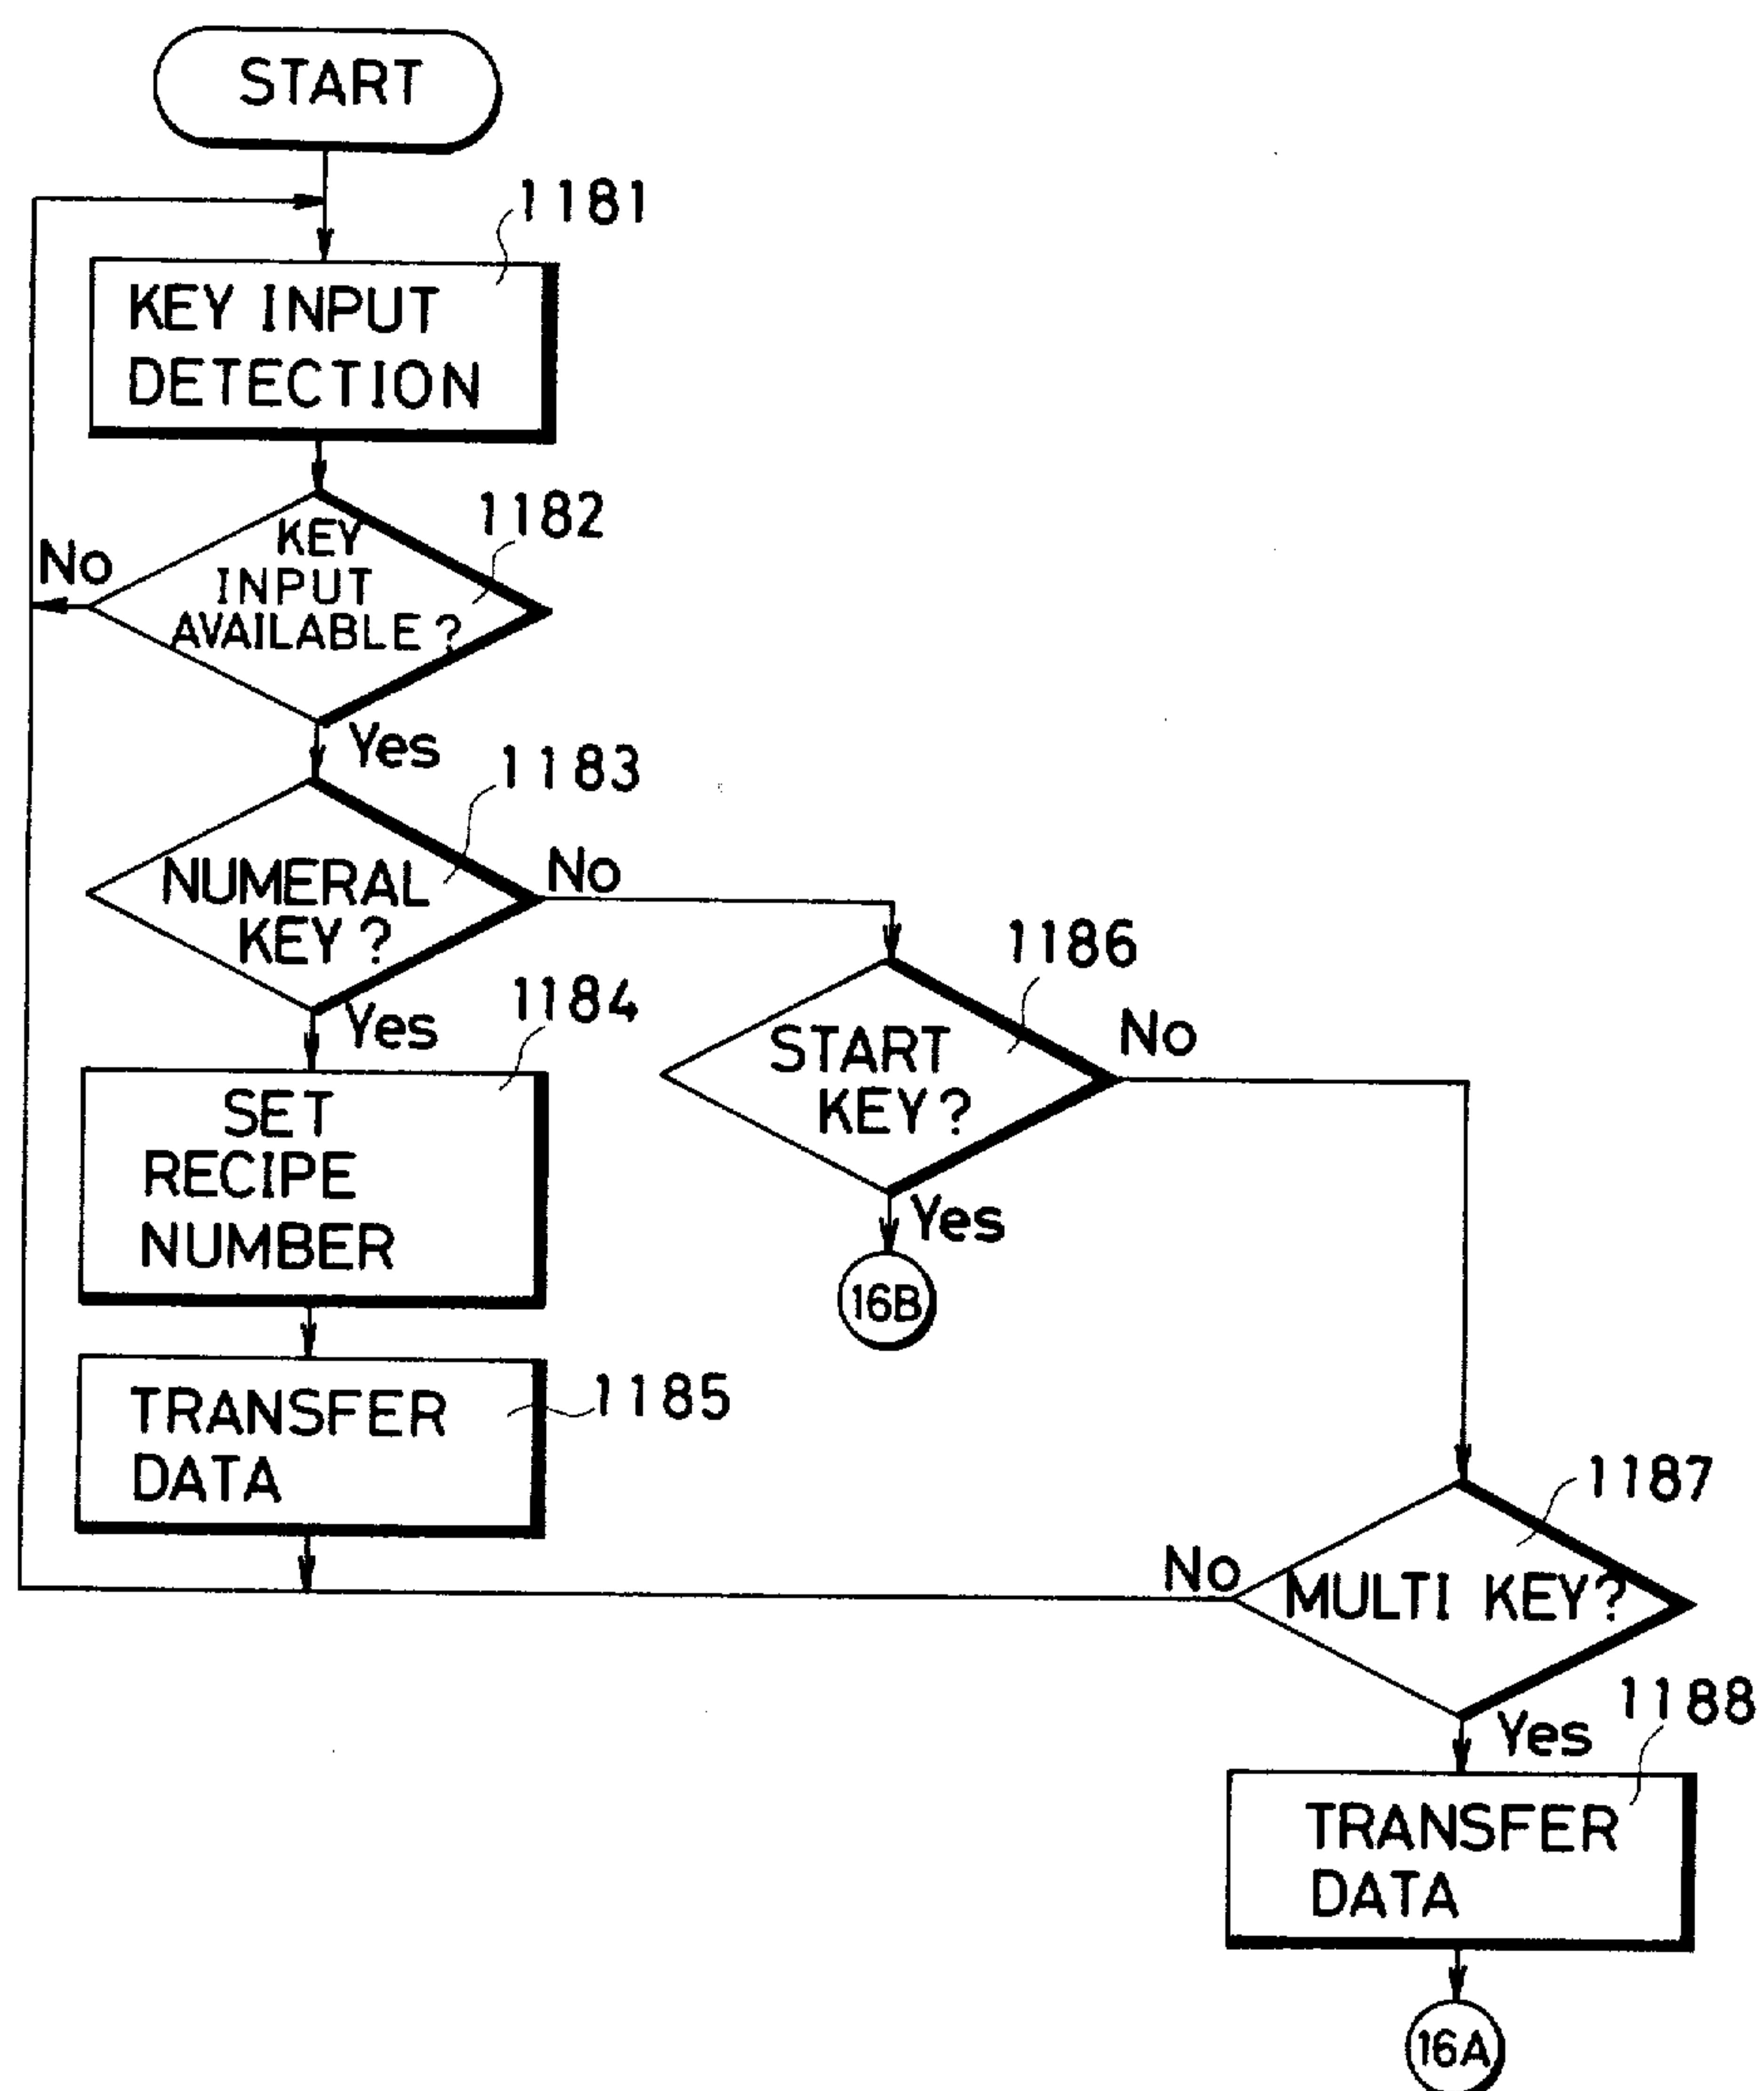 START
1181
KEY INPUT
DETECTION
1182
KEY
INPUT
AVAILABLE?
No
Yes
1183
NUMERAL
KEY?
No
Yes
1184
SET
RECIPE
NUMBER
1185
TRANSFER
DATA
1186
START
KEY?
No
Yes
16B
1187
MULTI KEY?
No
Yes
1188
TRANSFER
DATA
16A